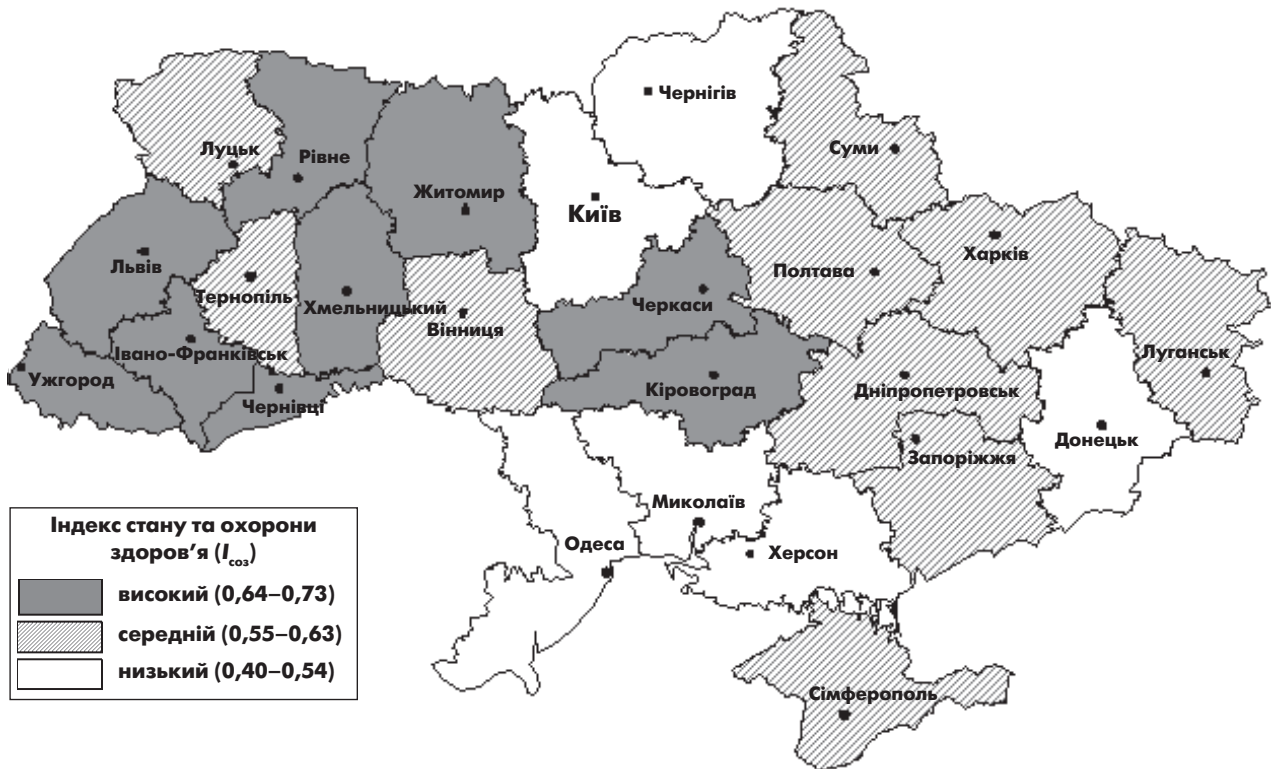 Чернігів
Суми
Луцьк
Рівне
Житомир
Київ
Харків
Львів
Полтава
Тернопіль
Хмельницький
Черкаси
Вінниця
Івано-Франківськ
Луганськ
Ужгород
Кіровоград
Дніпропетровськ
Чернівці
Донецьк
Запоріжжя
Миколаїв
Одеса
Херсон
Сімферополь
Індекс стану та охорони
здоров’я (Iсоз)
високий (0,64–0,73)
середній (0,55–0,63)
низький (0,40–0,54)